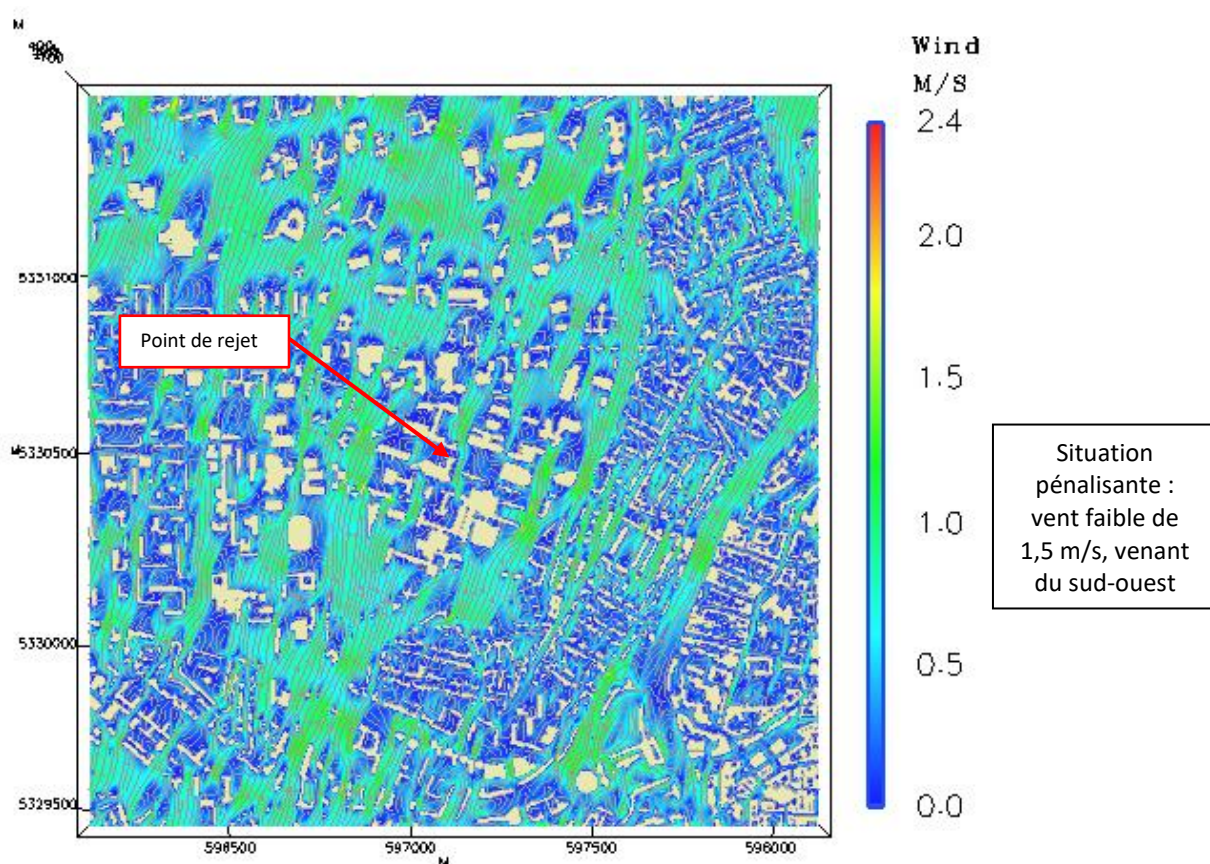 M
Wind
M/S
2.4
2.0
1.5
1.0
0.5
0.0
5331000
Point de rejet
5330500
5330000
5329500
596500
597000
597500
598000
M
Situation
pénalisante :
vent faible de
1,5 m/s, venant
du sud-ouest